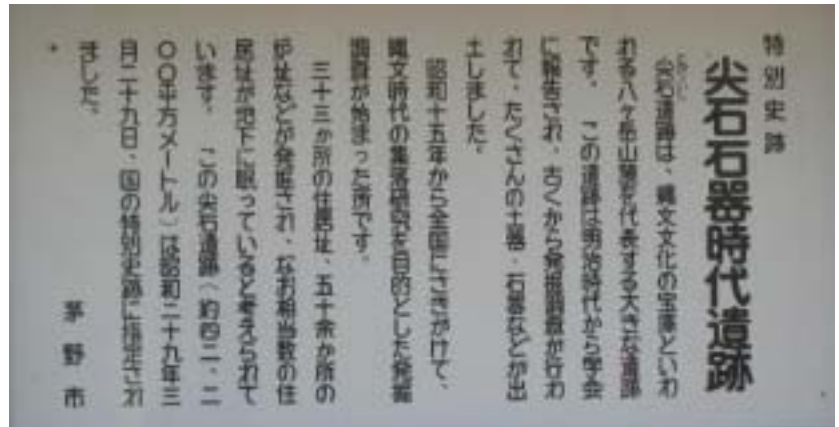 特別史跡
尖石石器時代遺跡
とがりいし
尖石遺跡は、縄文文化の宝庫といわ
れる八ヶ岳山麓を代表する大きな遺跡
です。 この遺跡は明治時代から学会
に報告され、古くから発掘調査が行わ
れて、たくさんの土器・石器などが出
土しました。
昭和十五年から全国にさきがけて、
縄文時代の集落研究を目的とした発掘
調査が始まった所です。
三十三か所の住居址、五十余か所の
炉址などが発掘され、なお相当数の住
居址が地下に眠っていると考えられて
います。 この尖石遺跡(約四二、二
〇〇平方メートル)は昭和二十九年三
月二十九日、国の特別史跡に指定され
ました。
茅野市